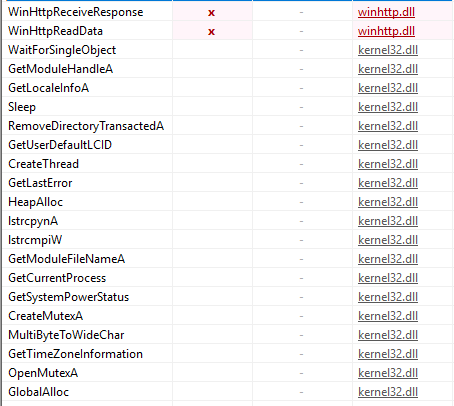 WinHttpReceiveResponse x - winhttp.dll
WinHttpReadData x - winhttp.dll
WaitForSingleObject - kernel32.dll
GetModuleHandleA - kernel32.dll
GetLocaleInfoA - kernel32.dll
Sleep - kernel32.dll
RemoveDirectoryTransactedA - kernel32.dll
GetUserDefaultLCID - kernel32.dll
CreateThread - kernel32.dll
GetLastError - kernel32.dll
HeapAlloc - kernel32.dll
lstrcpynA - kernel32.dll
lstrcmpiW - kernel32.dll
GetModuleFileNameA - kernel32.dll
GetCurrentProcess - kernel32.dll
GetSystemPowerStatus - kernel32.dll
CreateMutexA - kernel32.dll
MultiByteToWideChar - kernel32.dll
GetTimeZoneInformation - kernel32.dll
OpenMutexA - kernel32.dll
GlobalAlloc - kernel32.dll